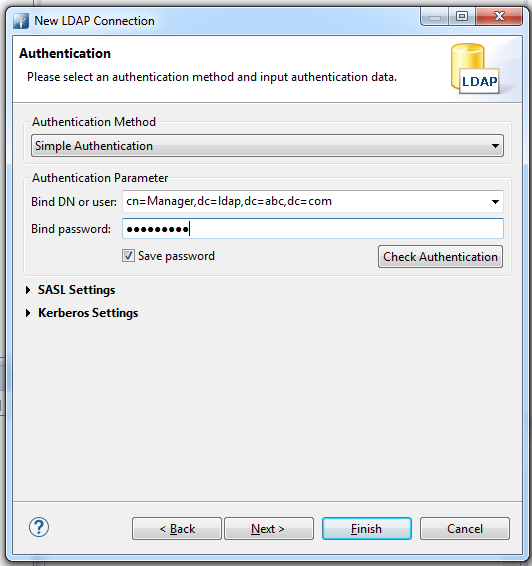 New LDAP Connection
Authentication
Please select an authentication method and input authentication data.
LDAP
Authentication Method
Simple Authentication
Authentication Parameter
Bind DN or user: cn=Manager,dc=ldap,dc=abc,dc=com
Bind password: ●●●●●●●●●
Save password Check Authentication
SASL Settings
Kerberos Settings
? < Back Next > Finish Cancel